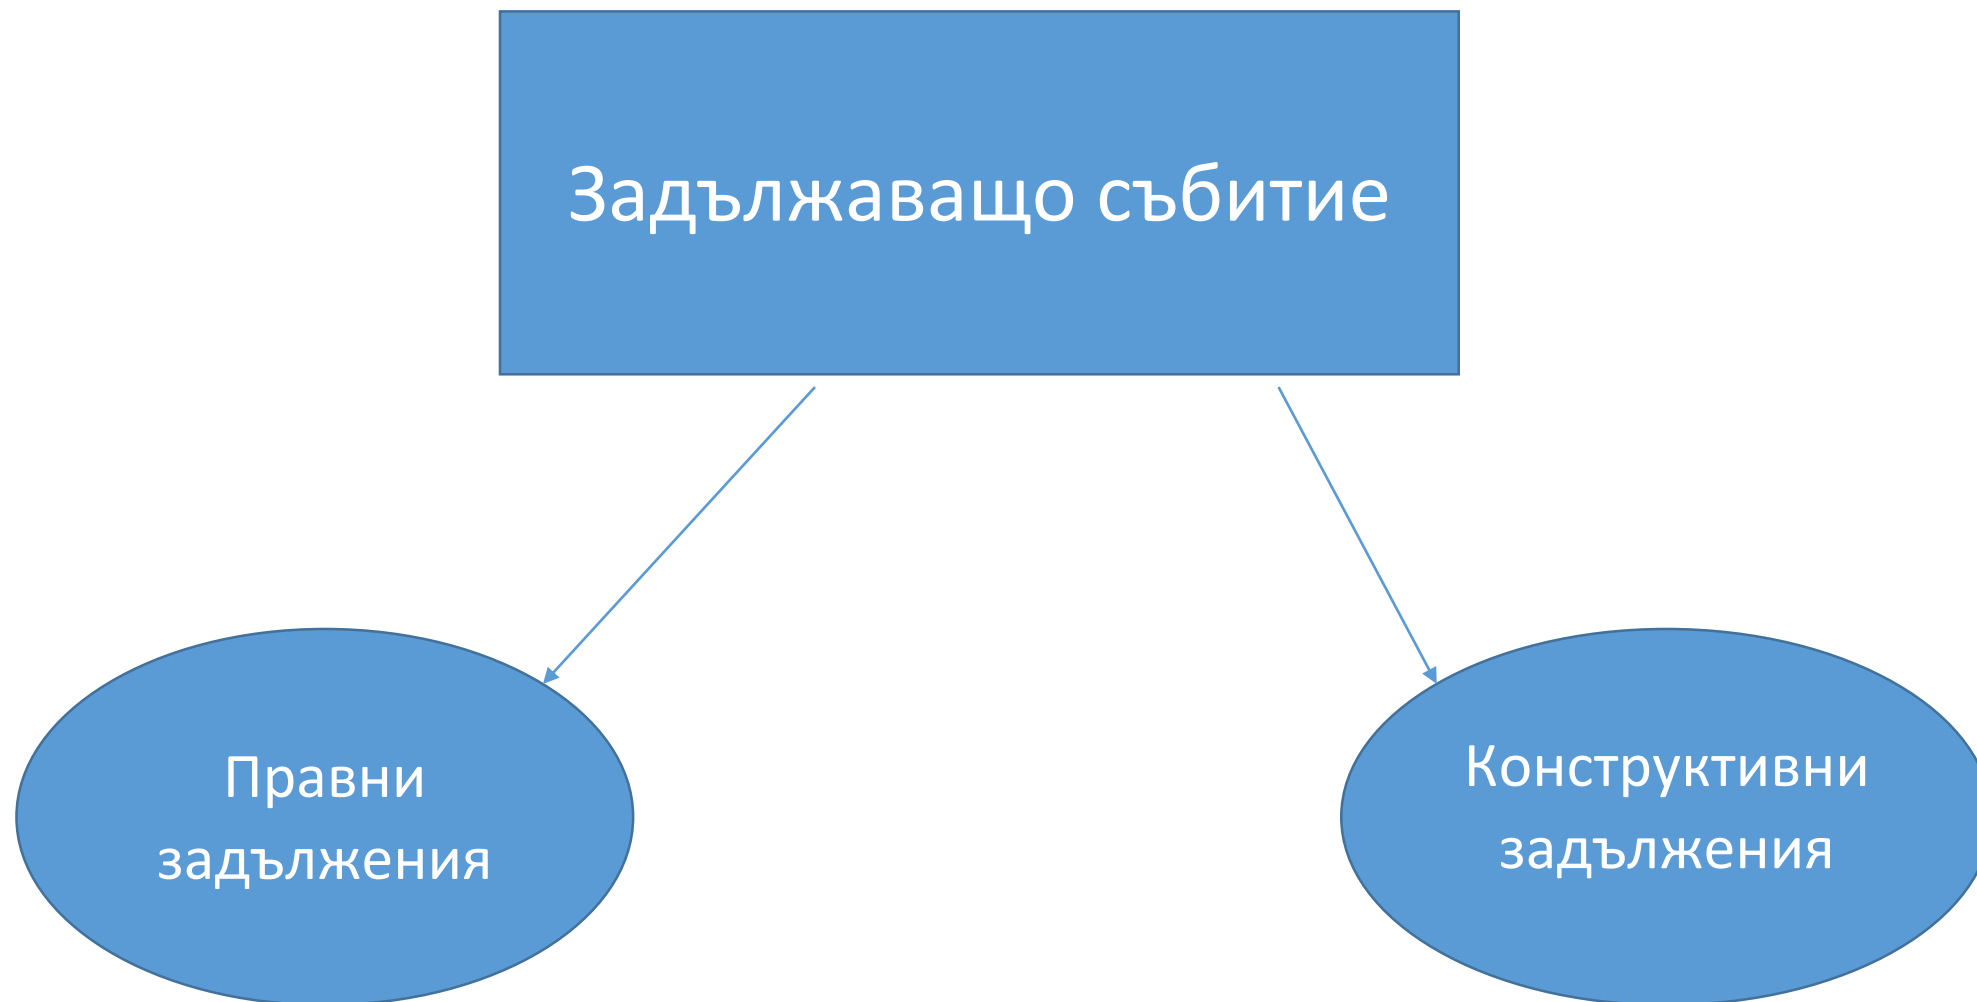 Задължаващо събитие
Правни
задължения
Конструктивни
задължения